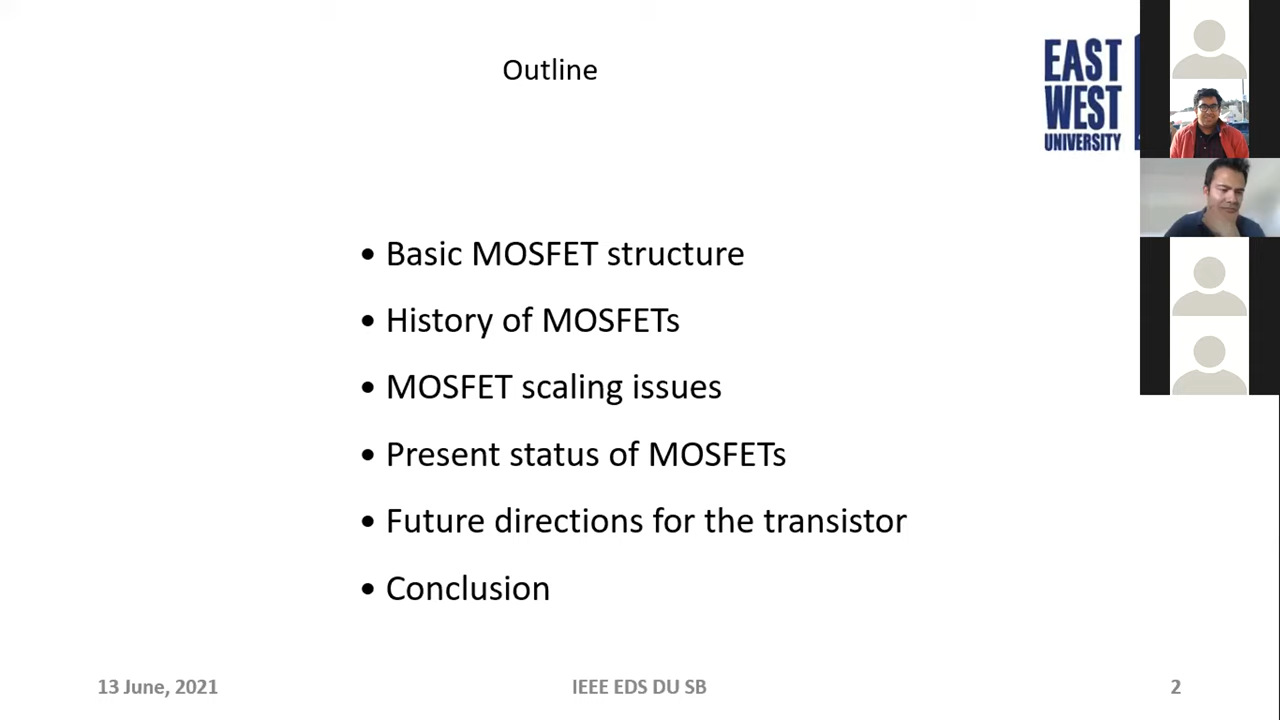 Outline
EAST
WEST
UNIVERSITY
• Basic MOSFET structure
• History of MOSFETs
• MOSFET scaling issues
• Present status of MOSFETs
• Future directions for the transistor
• Conclusion
13 June, 2021
IEEE EDS DU SB
2